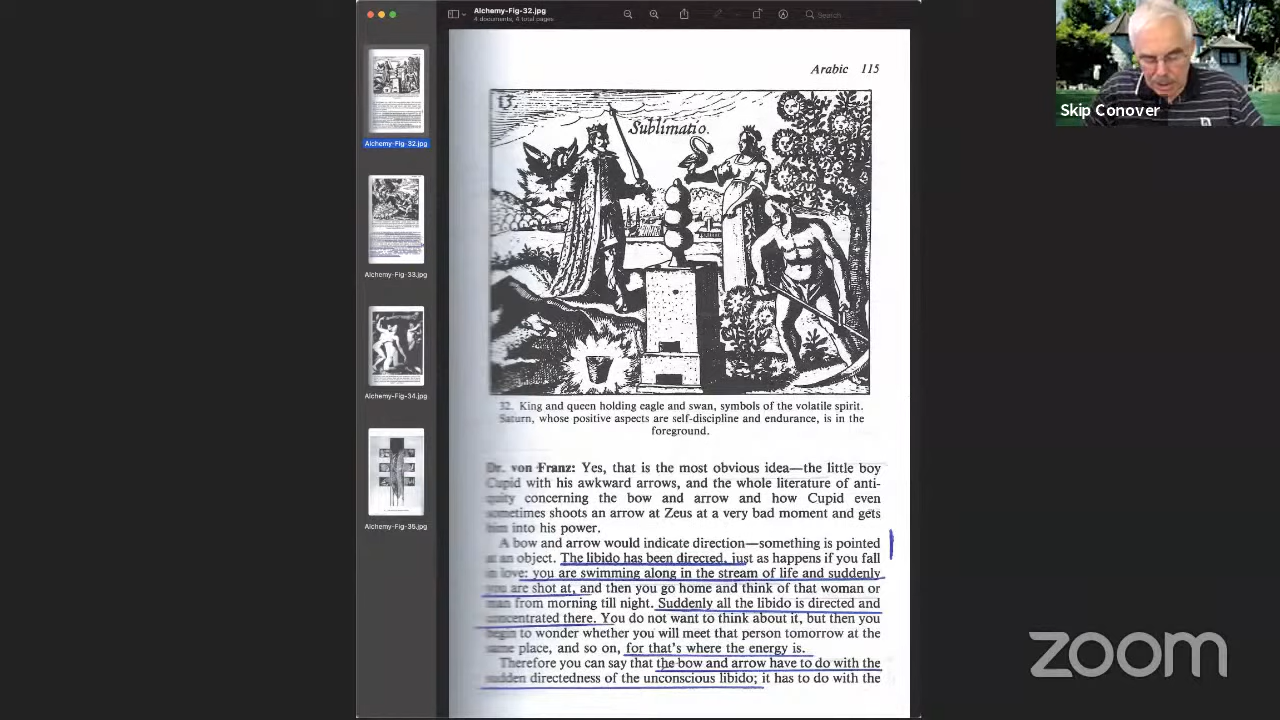 Alchemy-Fig-32.jpg
4 documents, 6 total pages
Search
Skip Conover
Alchemy-Fig-32.jpg
Alchemy-Fig-33.jpg
Alchemy-Fig-34.jpg
Alchemy-Fig-35.jpg
Arabic 115
13
Sublimatio.
32. King and queen holding eagle and swan, symbols of the volatile spirit.
Saturn, whose positive aspects are self-discipline and endurance, is in the
foreground.
Dr. von Franz: Yes, that is the most obvious idea—the little boy
Cupid with his awkward arrows, and the whole literature of anti-
quity concerning the bow and arrow and how Cupid even
sometimes shoots an arrow at Zeus at a very bad moment and gets
him into his power.
A bow and arrow would indicate direction—something is pointed
at an object. The libido has been directed, just as happens if you fall
in love: you are swimming along in the stream of life and suddenly
you are shot at, and then you go home and think of that woman or
man from morning till night. Suddenly all the libido is directed and
concentrated there. You do not want to think about it, but then you
begin to wonder whether you will meet that person tomorrow at the
same place, and so on, for that's where the energy is.
Therefore you can say that the bow and arrow have to do with the
sudden directedness of the unconscious libido; it has to do with the
zoom